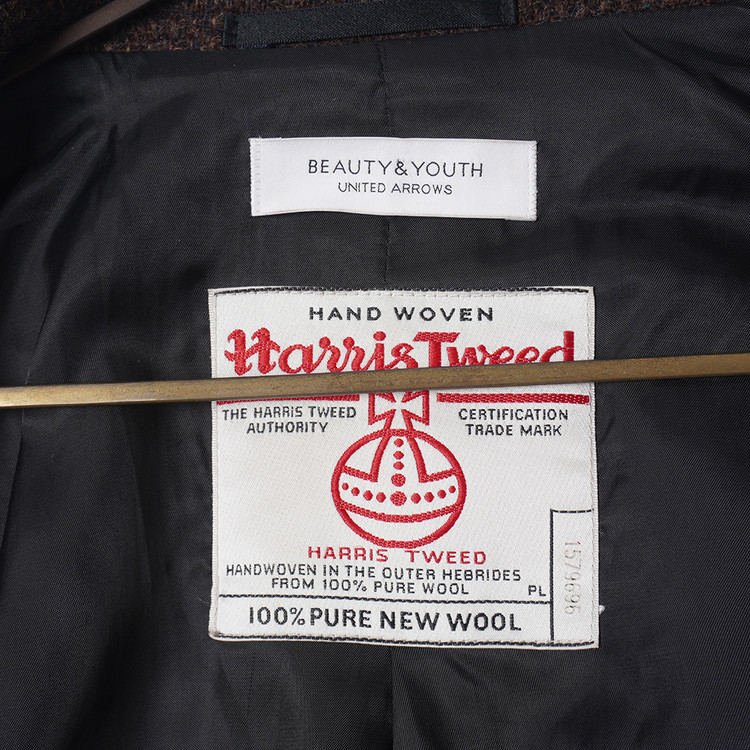 BEAUTY&YOUTH
UNITED ARROWS
HAND WOVEN
Harris Tweed
THE HARRIS TWEED
AUTHORITY
CERTIFICATION
TRADE MARK
HARRIS TWEED
HANDWOVEN IN THE OUTER HEBRIDES
FROM 100% PURE WOOL
PL
1579696
100% PURE NEW WOOL